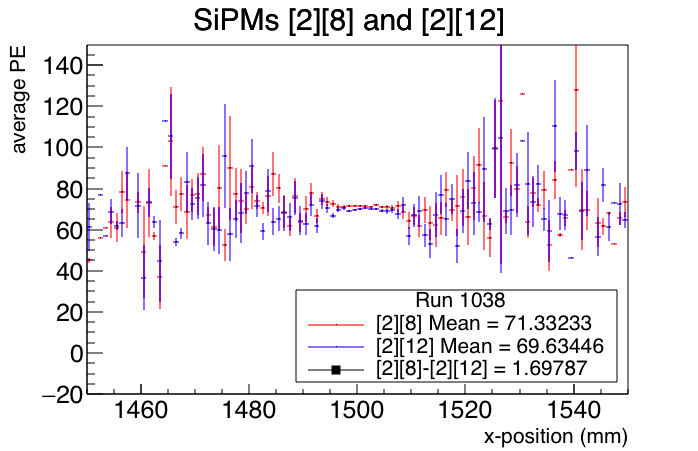 SiPMs [2][8] and [2][12]
average PE
140
120
100
80
60
40
20
0
−20
1460
1480
1500
1520
1540
x-position (mm)
Run 1038
[2][8] Mean = 71.33233
[2][12] Mean = 69.63446
[2][8]-[2][12] = 1.69787